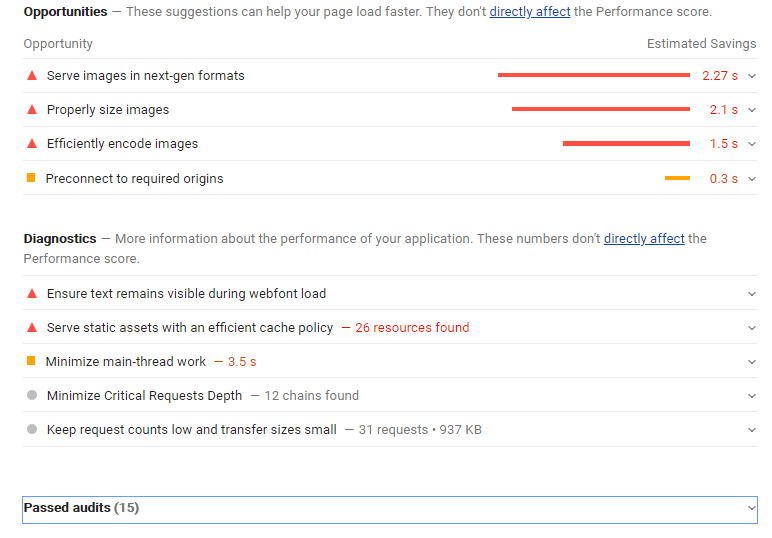 Opportunities — These suggestions can help your page load faster. They don't directly affect the Performance score.
Opportunity Estimated Savings
Serve images in next-gen formats 2.27 s
Properly size images 2.1 s
Efficiently encode images 1.5 s
Preconnect to required origins 0.3 s
Diagnostics — More information about the performance of your application. These numbers don't directly affect the
Performance score.
Ensure text remains visible during webfont load
Serve static assets with an efficient cache policy — 26 resources found
Minimize main-thread work — 3.5 s
Minimize Critical Requests Depth — 12 chains found
Keep request counts low and transfer sizes small — 31 requests • 937 KB
Passed audits (15)